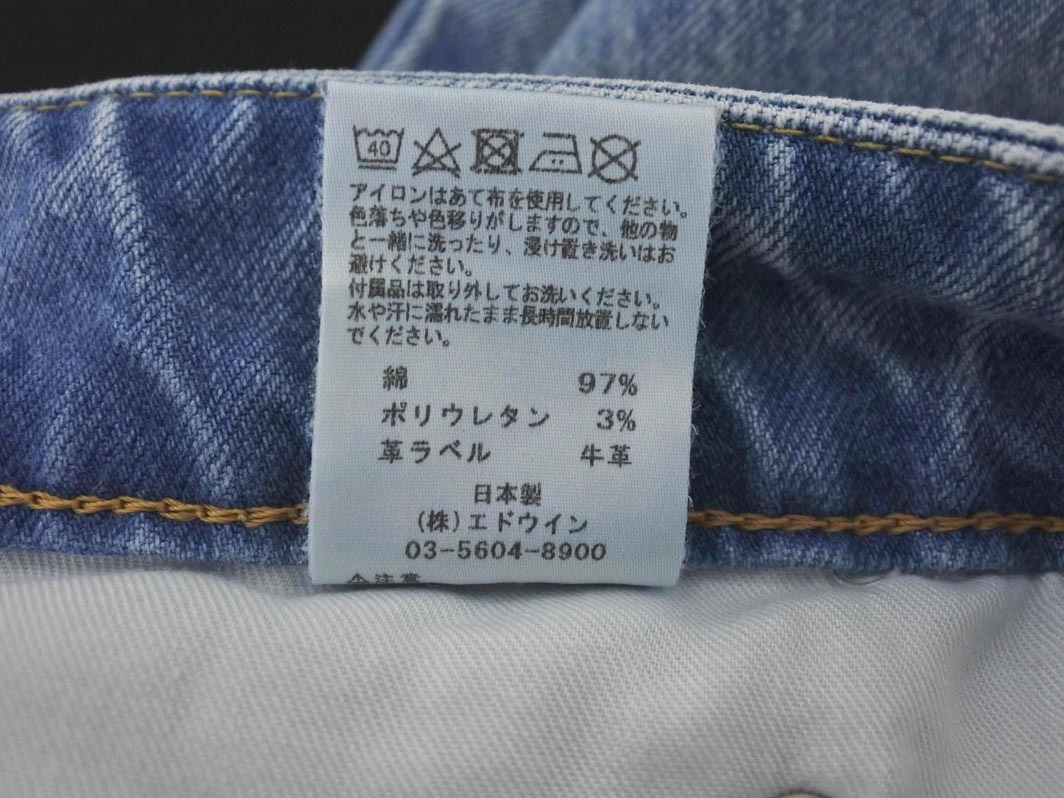 40
アイロンはあて布を使用してください。
色落ちや色移りがしますので、他の物
と一緒に洗ったり、浸け置き洗いはお
避けください。
付属品は取り外してお洗いください。
水や汗に濡れたまま長時間放置しない
でください。
綿 97%
ポリウレタン 3%
革ラベル 牛革
日本製
(株)エドウイン
03-5604-8900